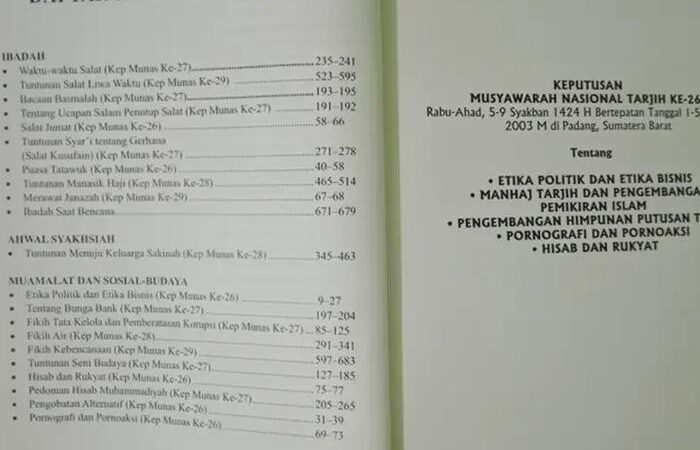 IBADAH
• Waktu-waktu Salat (Kep Munas Ke-27) 235–241
• Tuntunan Salat Lima Waktu (Kep Munas Ke-29) 523–595
• Bacaan Basmalah (Kep Munas Ke-27) 193–195
• Tentang Ucapan Salam Penutup Salat (Kep Munas Ke-27) 191–192
• Salat Jumat (Kep Munas Ke-26) 58–66
• Tuntunan Syar'i tentang Gerhana
(Salat Kusufain) (Kep Munas Ke-27) 271–278
• Puasa Tatawuk (Kep Munas Ke-26) 40–58
• Tuntunan Manasik Haji (Kep Munas Ke-28) 465–514
• Merawat Janazah (Kep Munas Ke-29) 67–68
• Ibadah Saat Bencana 671–679
AHWAL SYAKHSIAH
• Tuntunan Menuju Keluarga Sakinah (Kep Munas Ke-28) 345–463
MUAMALAT DAN SOSIAL-BUDAYA
• Etika Politik dan Etika Bisnis (Kep Munas Ke-26) 9–27
• Tentang Bunga Bank (Kep Munas Ke-27) 197–204
• Fikih Tata Kelola dan Pemberatasan Korupsi (Kep Munas Ke-27) 85–125
• Fikih Air (Kep Munas Ke-28) 291–341
• Fikih Kebencanaan (Kep Munas Ke-29) 597–683
• Tuntunan Seni Budaya (Kep Munas Ke-27) 127–185
• Hisab dan Rukyat (Kep Munas Ke-26) 75–77
• Pedoman Hisab Muhammadiyah (Kep Munas Ke-27) 205–265
• Pengobatan Alternatif (Kep Munas Ke-26) 31–39
• Pornografi dan Pornoaksi (Kep Munas Ke-26) 69–73
KEPUTUSAN
MUSYAWARAH NASIONAL TARJIH KE-26
Rabu-Ahad, 5-9 Syakban 1424 H Bertepatan Tanggal 1-5
2003 M di Padang, Sumatera Barat
Tentang
• ETIKA POLITIK DAN ETIKA BISNIS
• MANHAJ TARJIH DAN PENGEMBANGA
PEMIKIRAN ISLAM
• PENGEMBANGAN HIMPUNAN PUTUSAN T
• PORNOGRAFI DAN PORNOAKSI
• HISAB DAN RUKYAT